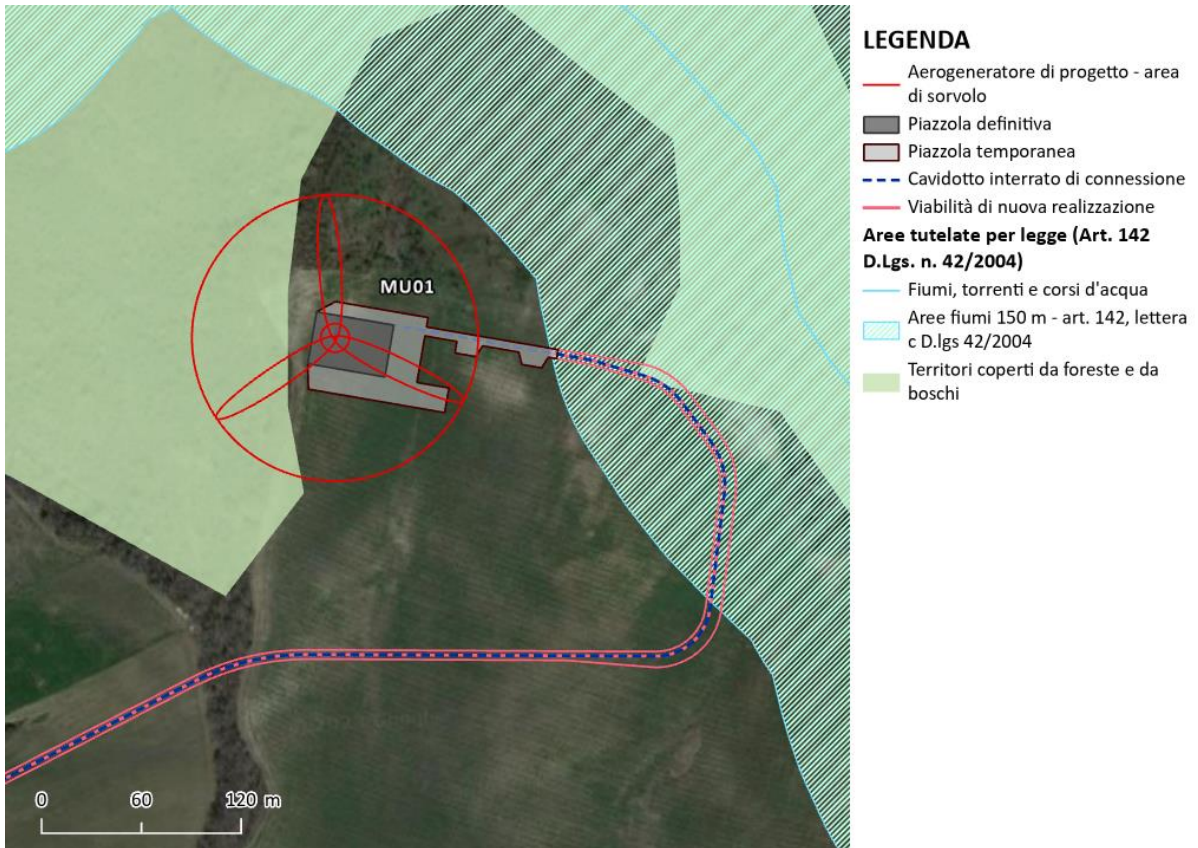 MU01
0 60 120 m
LEGENDA
Aerogeneratore di progetto - area
di sorvolo
Piazzola definitiva
Piazzola temporanea
Cavidotto interrato di connessione
Viabilità di nuova realizzazione
Aree tutelate per legge (Art. 142
D.Lgs. n. 42/2004)
Fiumi, torrenti e corsi d'acqua
Aree fiumi 150 m - art. 142, lettera
c D.lgs 42/2004
Territori coperti da foreste e da
boschi